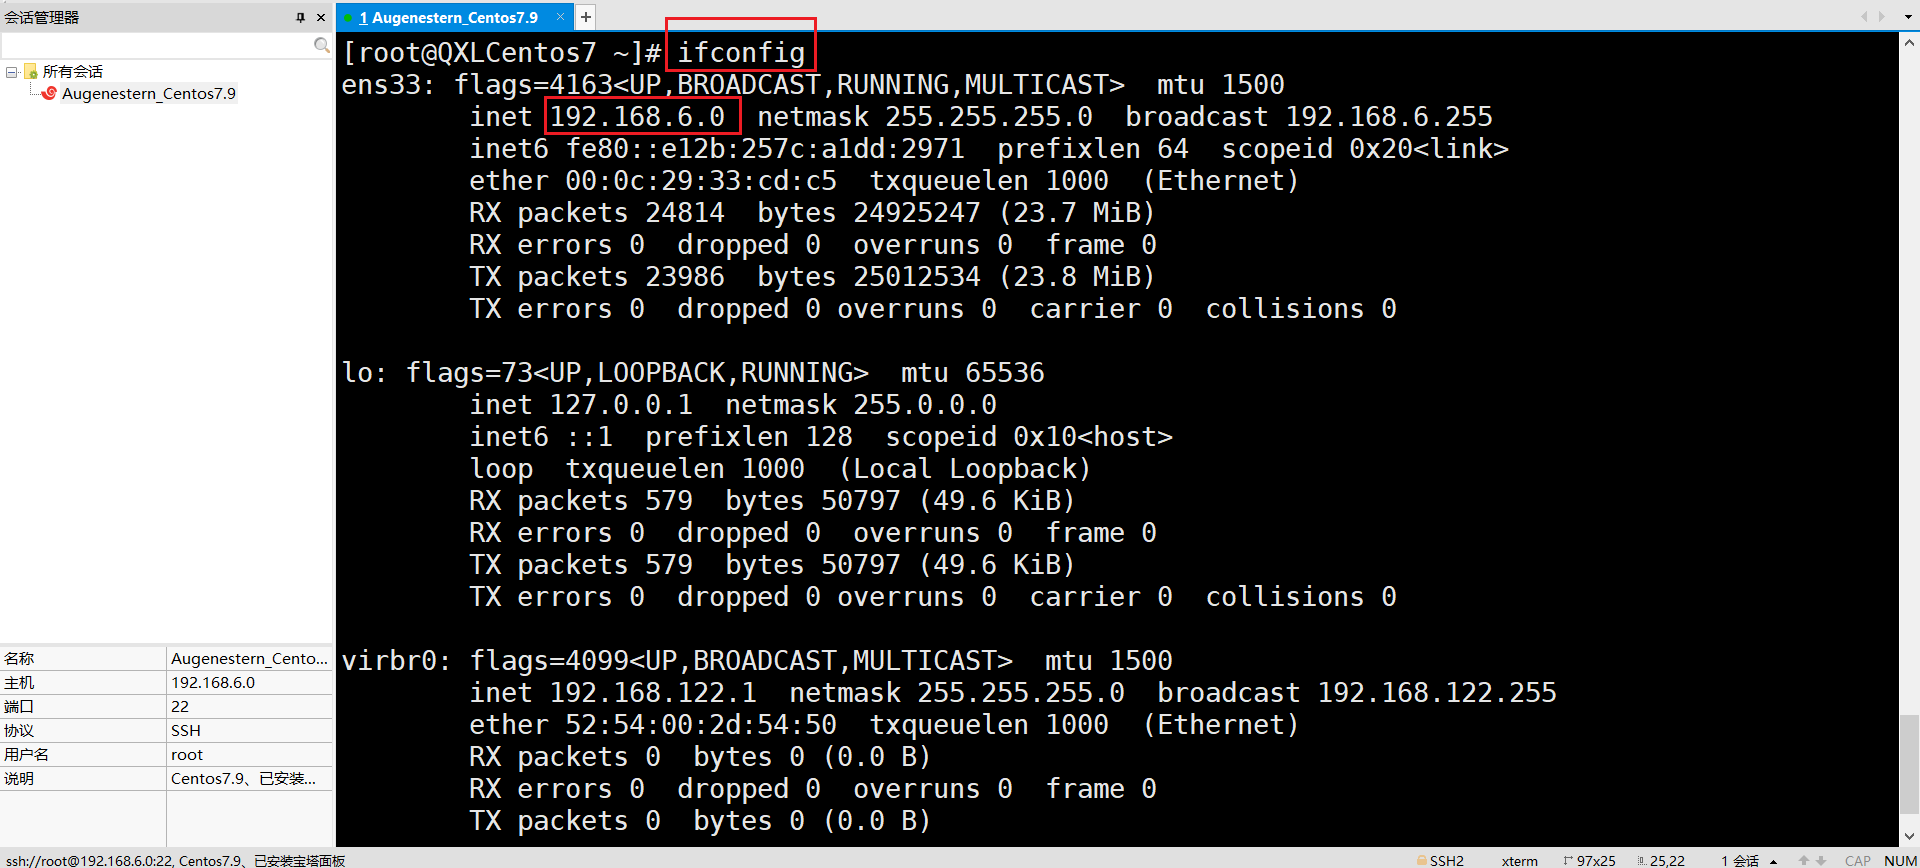 会话管理器
所有会话
Augenestern_Centos7.9
名称 Augenestern_Cento...
主机 192.168.6.0
端口 22
协议 SSH
用户名 root
说明 Centos7.9、已安装...
1 Augenestern_Centos7.9
[root@QXLCentos7 ~]# ifconfig
ens33: flags=4163<UP,BROADCAST,RUNNING,MULTICAST>  mtu 1500
        inet 192.168.6.0  netmask 255.255.255.0  broadcast 192.168.6.255
        inet6 fe80::e12b:257c:a1dd:2971  prefixlen 64  scopeid 0x20<link>
        ether 00:0c:29:33:cd:c5  txqueuelen 1000  (Ethernet)
        RX packets 24814  bytes 24925247 (23.7 MiB)
        RX errors 0  dropped 0  overruns 0  frame 0
        TX packets 23986  bytes 25012534 (23.8 MiB)
        TX errors 0  dropped 0 overruns 0  carrier 0  collisions 0
lo: flags=73<UP,LOOPBACK,RUNNING>  mtu 65536
        inet 127.0.0.1  netmask 255.0.0.0
        inet6 ::1  prefixlen 128  scopeid 0x10<host>
        loop  txqueuelen 1000  (Local Loopback)
        RX packets 579  bytes 50797 (49.6 KiB)
        RX errors 0  dropped 0  overruns 0  frame 0
        TX packets 579  bytes 50797 (49.6 KiB)
        TX errors 0  dropped 0 overruns 0  carrier 0  collisions 0
virbr0: flags=4099<UP,BROADCAST,MULTICAST>  mtu 1500
        inet 192.168.122.1  netmask 255.255.255.0  broadcast 192.168.122.255
        ether 52:54:00:2d:54:50  txqueuelen 1000  (Ethernet)
        RX packets 0  bytes 0 (0.0 B)
        RX errors 0  dropped 0  overruns 0  frame 0
        TX packets 0  bytes 0 (0.0 B)
ssh://root@192.168.6.0:22, Centos7.9、已安装宝塔面板 SSH2 xterm 97x25 25,22 1 会话 CAP NUM